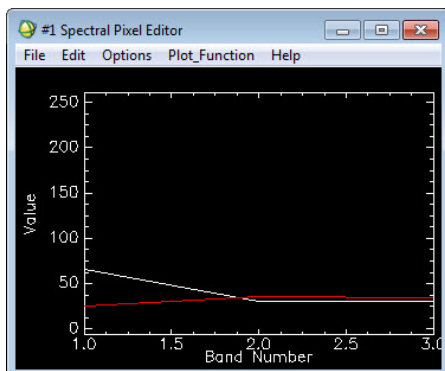 #1 Spectral Pixel Editor
File Edit Options Plot_Function Help
250
200
150
100
50
0
Value
1.0 1.5 2.0 2.5 3.0
Band Number